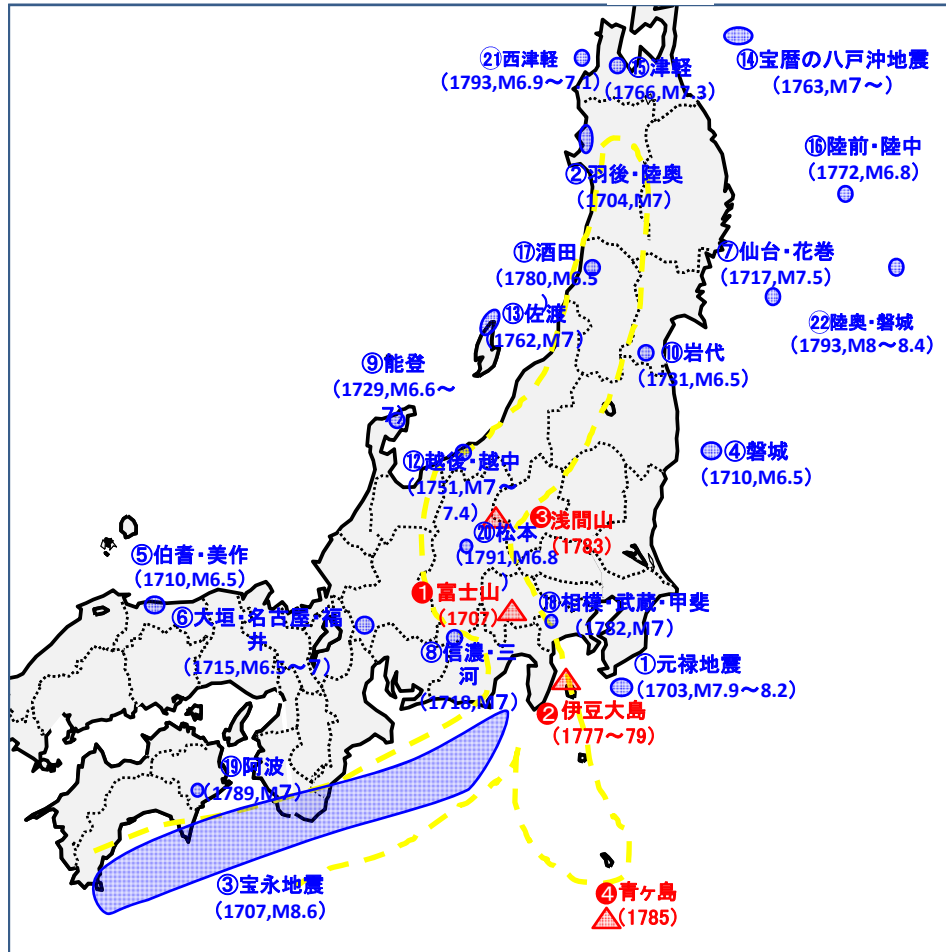 ㉑西津軽
(1793,M6.9～7.1)
⑮津軽
(1766,M7.3)
⑭宝暦の八戸沖地震
(1763,M7～)
⑯陸前・陸中
(1772,M6.8)
②羽後・陸奥
(1704,M7)
⑰酒田
(1780,M6.5
)
⑦仙台・花巻
(1717,M7.5)
⑬佐渡
(1762,M7)
㉒陸奥・磐城
(1793,M8～8.4)
⑨能登
(1729,M6.6～
7)
⑩岩代
(1731,M6.5)
⑫越後・越中
(1751,M7～
7.4)
④磐城
(1710,M6.5)
❸浅間山
(1783)
⑳松本
(1791,M6.8
)
⑤伯耆・美作
(1710,M6.5)
❶富士山
(1707)
⑱相模・武蔵・甲斐
(1782,M7)
⑥大垣・名古屋・福
井
(1715,M6.5～7)
⑧信濃・三
河
(1718,M7)
①元禄地震
(1703,M7.9～8.2)
❷伊豆大島
(1777～79)
⑲阿波
(1789,M7)
③宝永地震
(1707,M8.6)
❹青ヶ島
(1785)